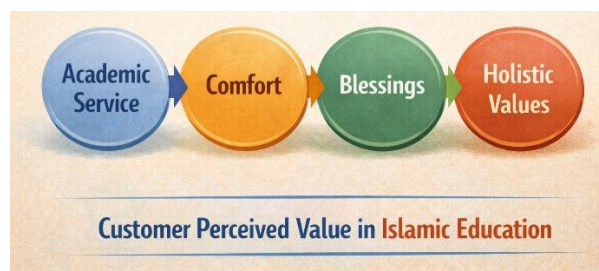 Academic
Service
Comfort
Blessings
Holistic
Values
Customer Perceived Value in Islamic Education